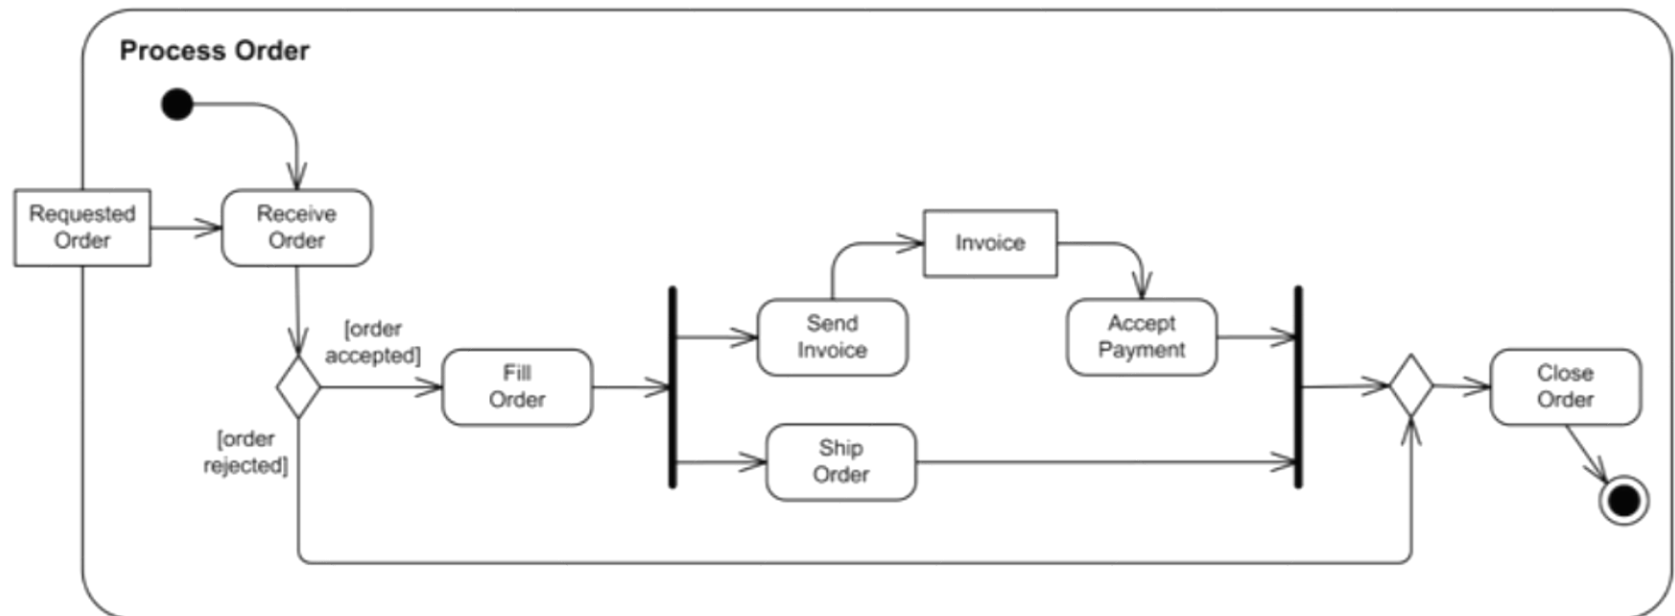 Process Order
Requested
Order
Receive
Order
[order
accepted]
[order
rejected]
Fill
Order
Send
Invoice
Invoice
Accept
Payment
Ship
Order
Close
Order